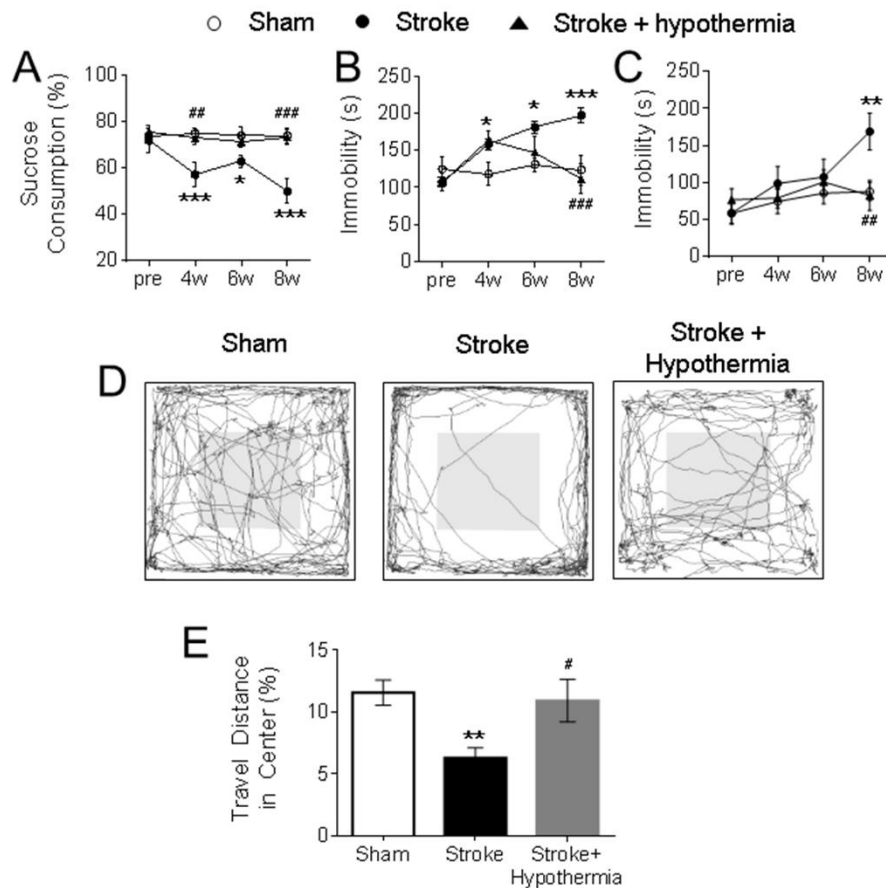 Sham Stroke Stroke + hypothermia
A B C
Sucrose
Consumption (%)
100
80
60
40
20
##
###
***
*
***
pre 4w 6w 8w
Immobility (s)
250
200
150
100
50
0
*
*
***
###
pre 4w 6w 8w
Immobility (s)
250
200
150
100
50
0
**
##
pre 4w 6w 8w
D
Sham
Stroke
Stroke +
Hypothermia
E
Travel Distance
in Center (%)
15
10
5
0
**
#
Sham Stroke Stroke+
Hypothermia